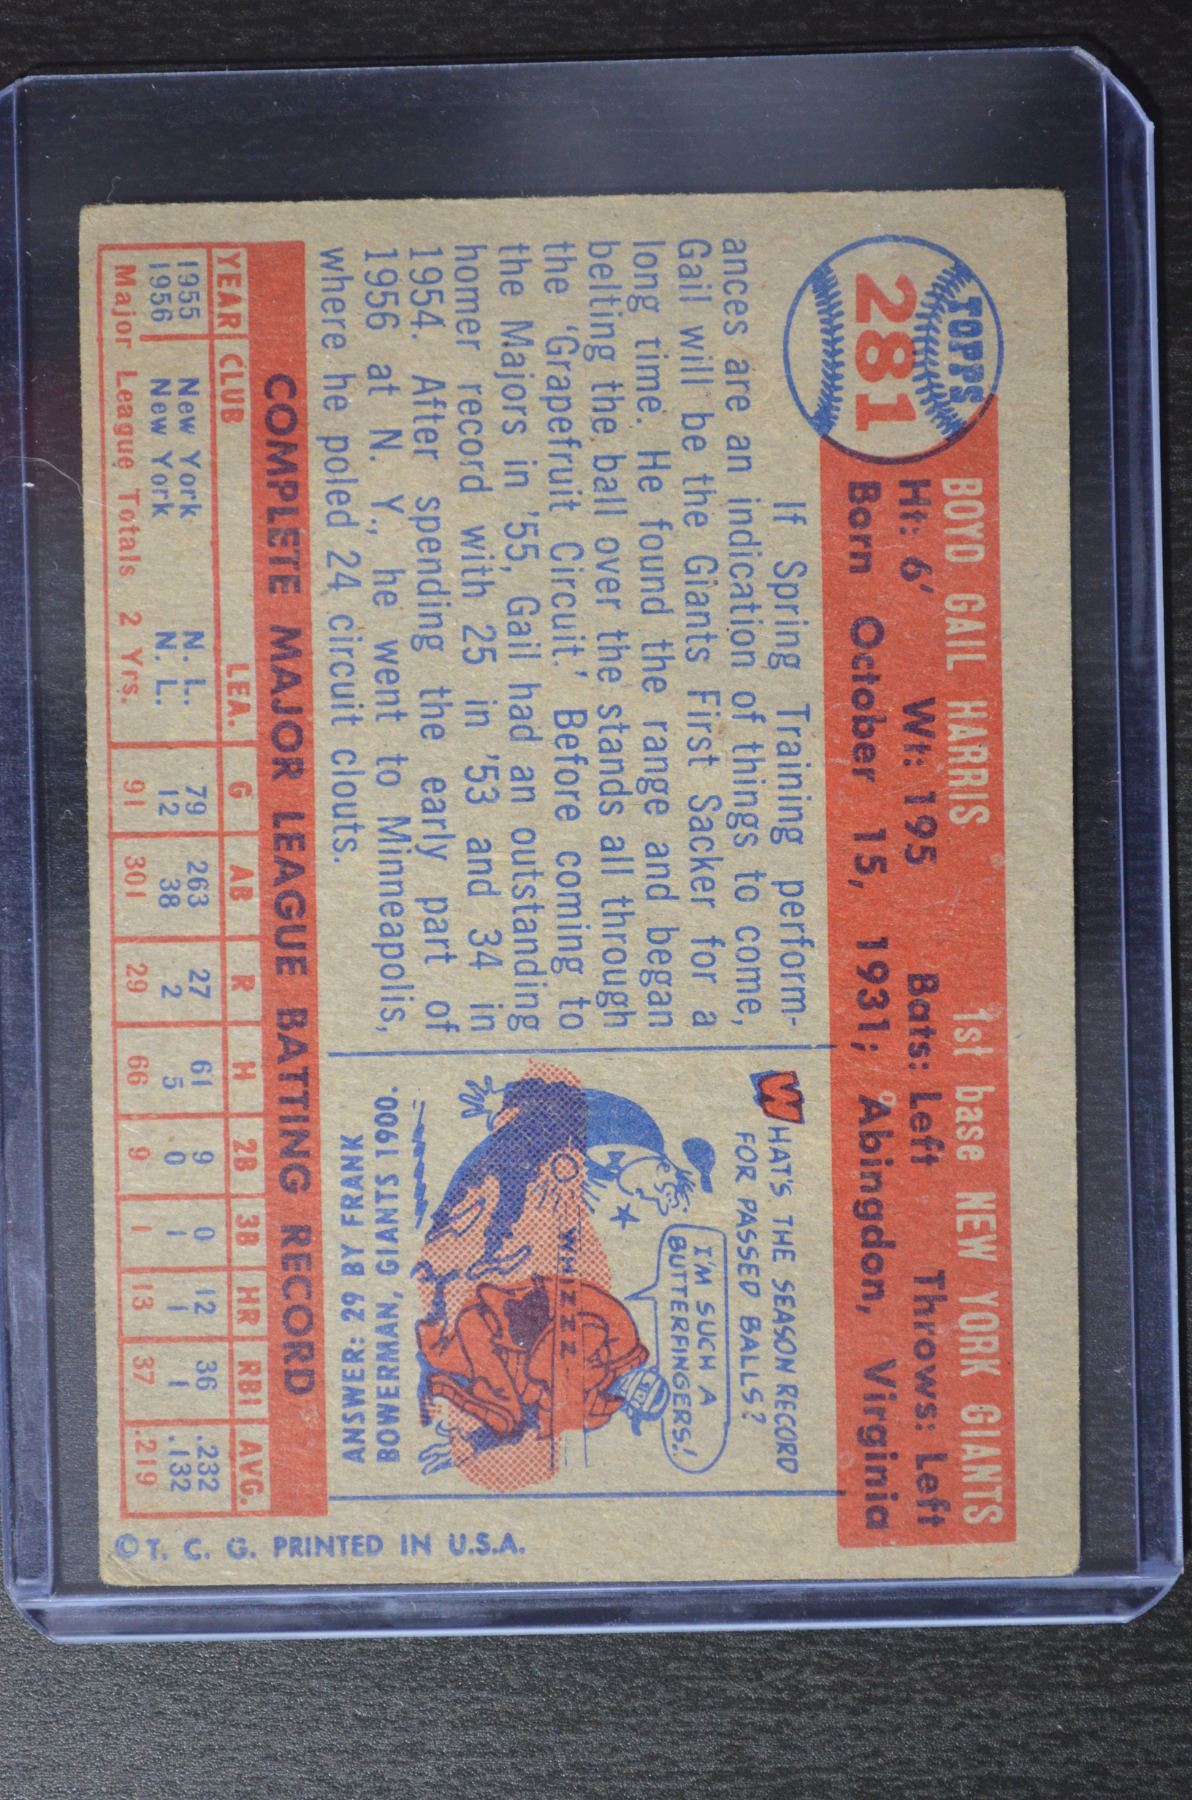 TOPPS
281
BOYD GAIL HARRIS 1st base NEW YORK GIANTS
Ht: 6' Wt: 195 Bats: Left Throws: Left
Born October 15, 1931; Abingdon, Virginia
If Spring Training perform-
ances are an indication of things to come,
Gail will be the Giants First Sacker for a
long time. He found the range and began
belting the ball over the stands all through
the 'Grapefruit Circuit.' Before coming to
the Majors in '55, Gail had an outstanding
homer record with 25 in '53 and 34 in
1954. After spending the early part of
1956 at N. Y., he went to Minneapolis,
where he poled 24 circuit clouts.
WHAT'S THE SEASON RECORD
FOR PASSED BALLS?
I'M SUCH A
BUTTERFINGERS!
WHIZZZ
ANSWER: 29 BY FRANK
BOWERMAN, GIANTS 1900.
COMPLETE MAJOR LEAGUE BATTING RECORD
YEAR CLUB LEA. G AB R H 2B 3B HR RBI AVG.
1955 New York N. L. 79 263 27 61 9 0 12 36 .232
1956 New York N. L. 12 38 2 5 0 1 1 1 .132
Major League Totals 2 Yrs. 91 301 29 66 9 1 13 37 .219
© T. C. G. PRINTED IN U.S.A.